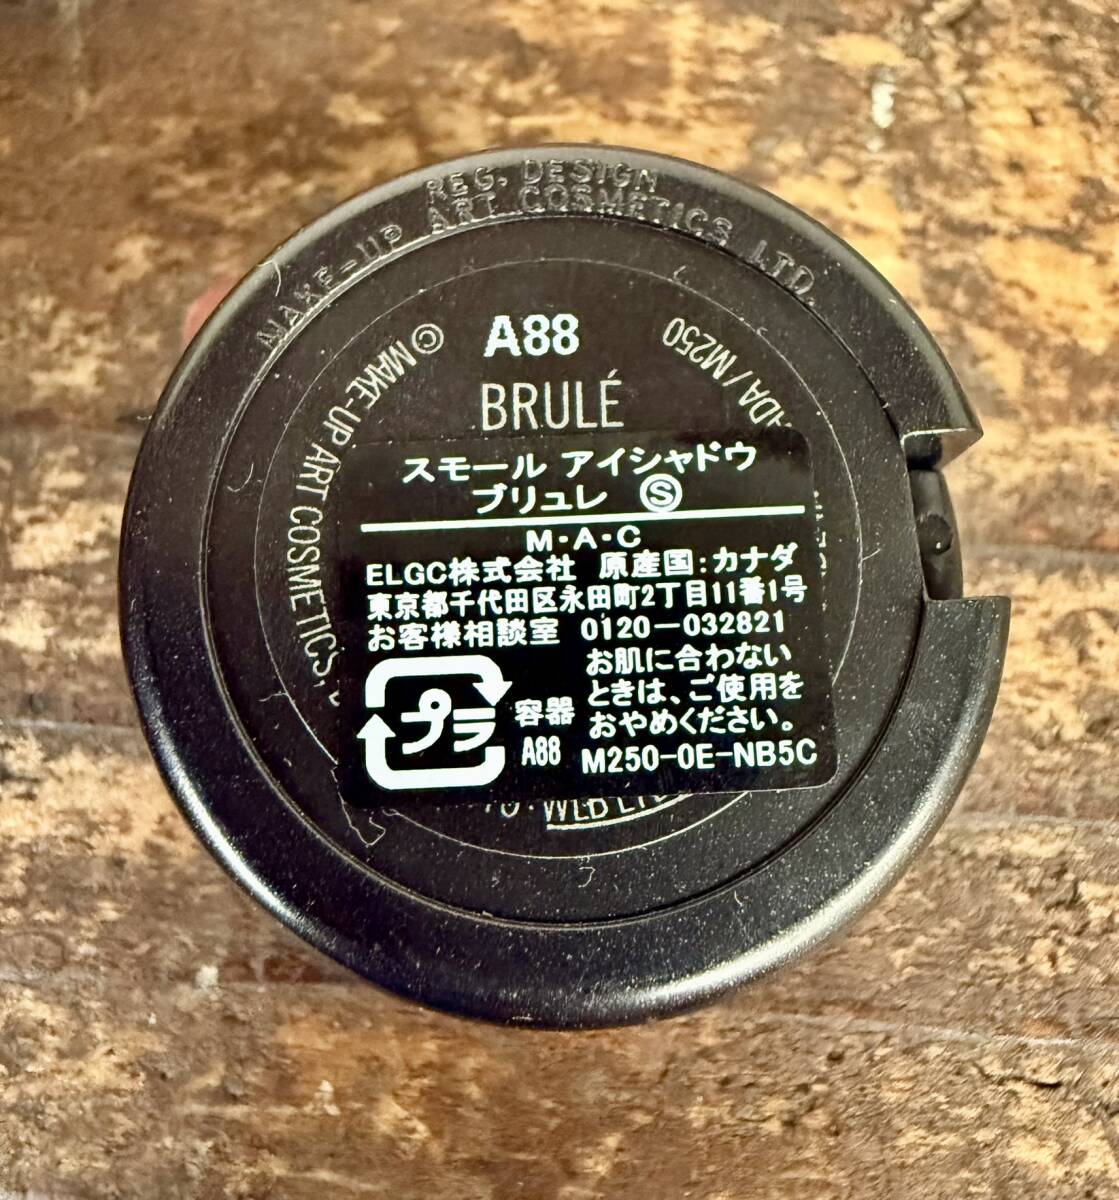 REG. DESIGN
MAKE-UP ART COSMETICS LTD.
A88
BRULÉ
© MAKE-UP ART COSMETICS,
/ M250
スモール アイシャドウ
ブリュレ Ⓢ
M・A・C
ELGC株式会社 原産国：カナダ
東京都千代田区永田町2丁目11番1号
お客様相談室 0120－032821
お肌に合わない
ときは、ご使用を
おやめください。
プラ
容器
A88
M250-0E-NB5C